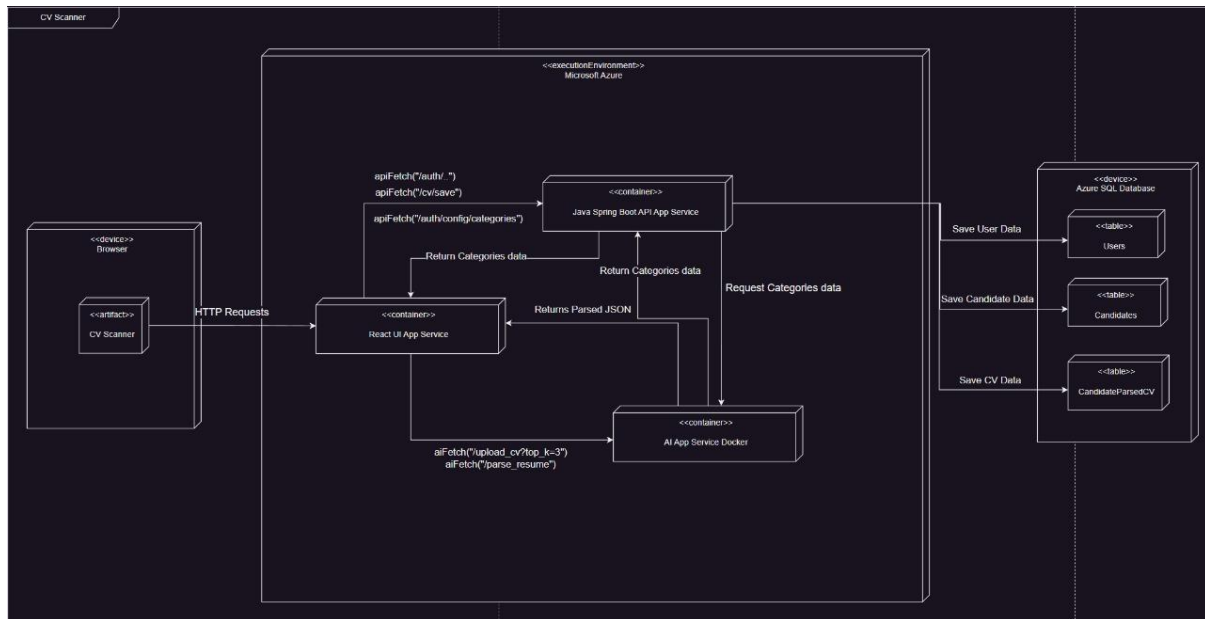 CV Scanner
<<executionEnvironment>>
Microsoft Azure
<<device>>
Browser
<<artifact>>
CV Scanner
HTTP Requests
apiFetch("/auth/..")
apiFetch("/cv/save")
apiFetch("/auth/config/categories")
<<container>>
Java Spring Boot API App Service
Return Categories data
Return Categories data
Request Categories data
<<container>>
React UI App Service
Returns Parsed JSON
<<container>>
AI App Service Docker
aiFetch("/upload_cv?top_k=3")
aiFetch("/parse_resume")
<<device>>
Azure SQL Database
Save User Data
<<table>>
Users
Save Candidate Data
<<table>>
Candidates
Save CV Data
<<table>>
CandidateParsedCV